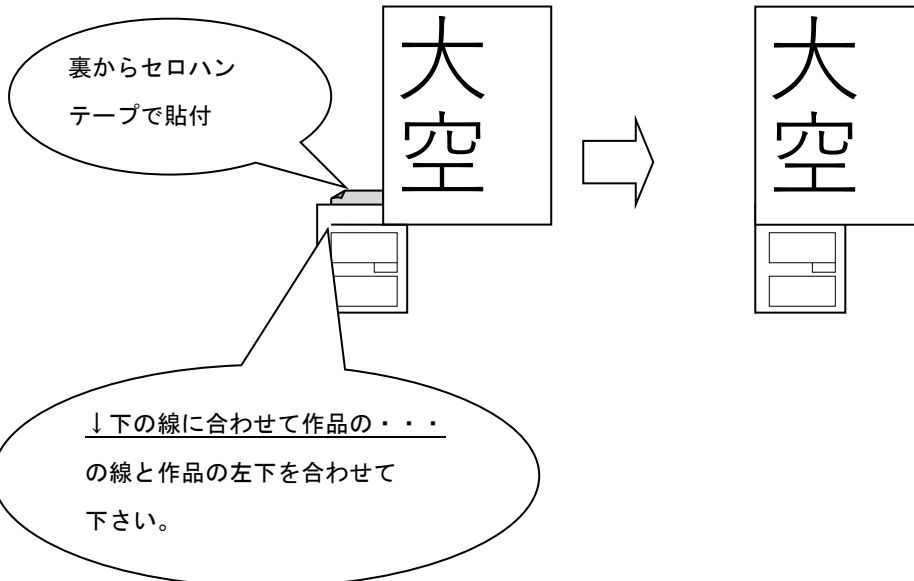 裏からセロハン
テープで貼付
大空
大空
↓下の線に合わせて作品の・・・
の線と作品の左下を合わせて
下さい。